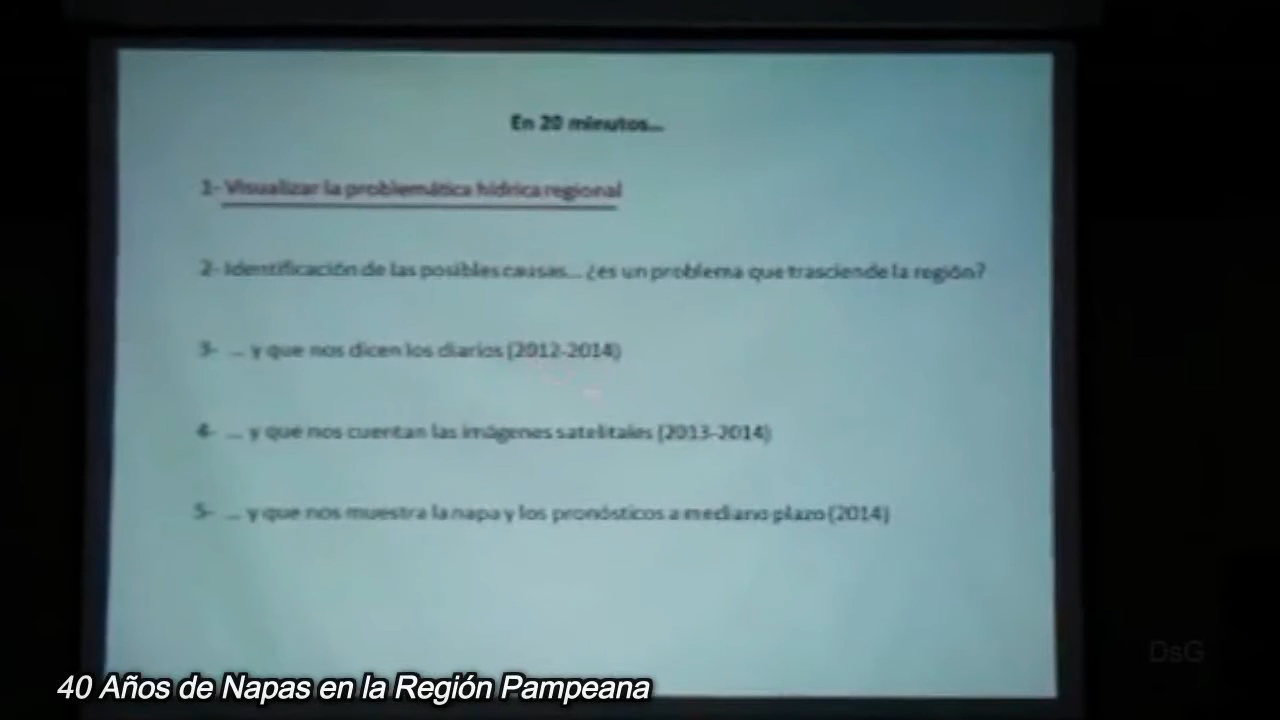 En 20 minutos...
1- Visualizar la problemática hídrica regional
2- Identificación de las posibles causas... ¿es un problema que trasciende la región?
3- ... y que nos dicen los diarios (2012-2014)
4- ... y que nos cuentan las imágenes satelitales (2013-2014)
5- ... y que nos muestra la napa y los pronósticos a mediano plazo (2014)
DsG
40 Años de Napas en la Región Pampeana